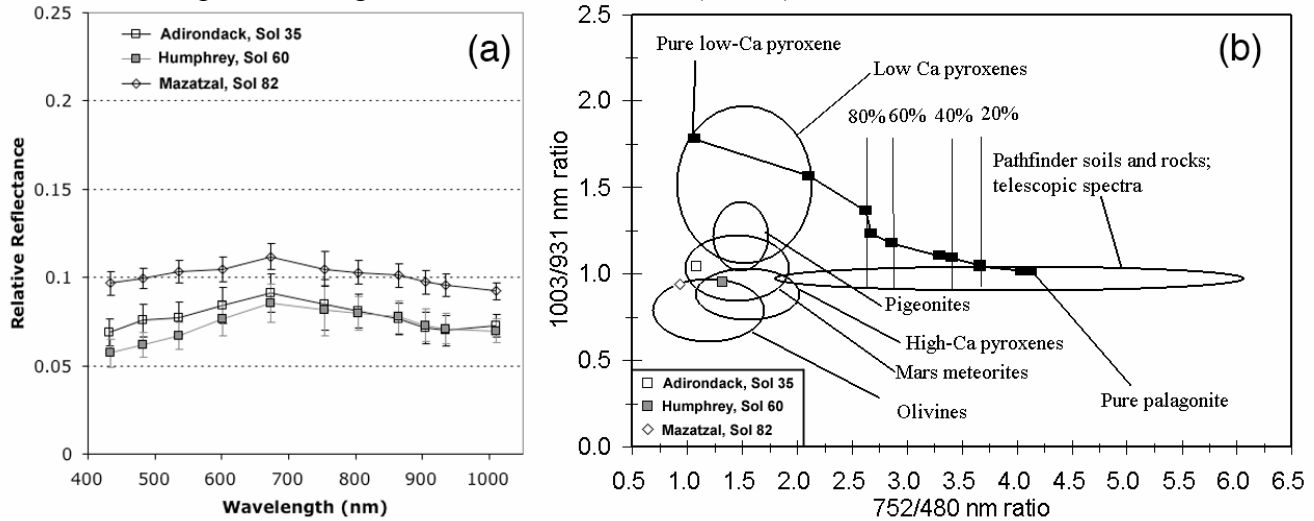 0.25
0.2
0.15
0.1
0.05
0
Relative Reflectance
Adirondack, Sol 35
Humphrey, Sol 60
Mazatzal, Sol 82
(a)
400 500 600 700 800 900 1000
Wavelength (nm)
2.5
2.0
1.5
1.0
0.5
0.0
1003/931 nm ratio
Pure low-Ca pyroxene
(b)
Low Ca pyroxenes
80% 60% 40% 20%
Pathfinder soils and rocks;
telescopic spectra
Pigeonites
High-Ca pyroxenes
Mars meteorites
Olivines
Pure palagonite
Adirondack, Sol 35
Humphrey, Sol 60
Mazatzal, Sol 82
0.5 1.0 1.5 2.0 2.5 3.0 3.5 4.0 4.5 5.0 5.5 6.0 6.5
752/480 nm ratio